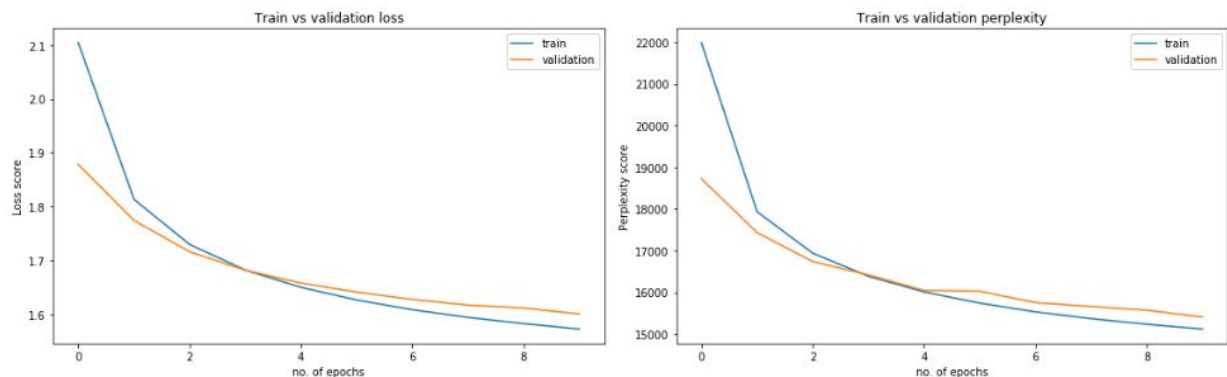 Train vs validation loss
train
validation
2.1
2.0
1.9
1.8
1.7
1.6
Loss score
0 2 4 6 8
no. of epochs
Train vs validation perplexity
train
validation
22000
21000
20000
19000
18000
17000
16000
15000
Perplexity score
0 2 4 6 8
no. of epochs